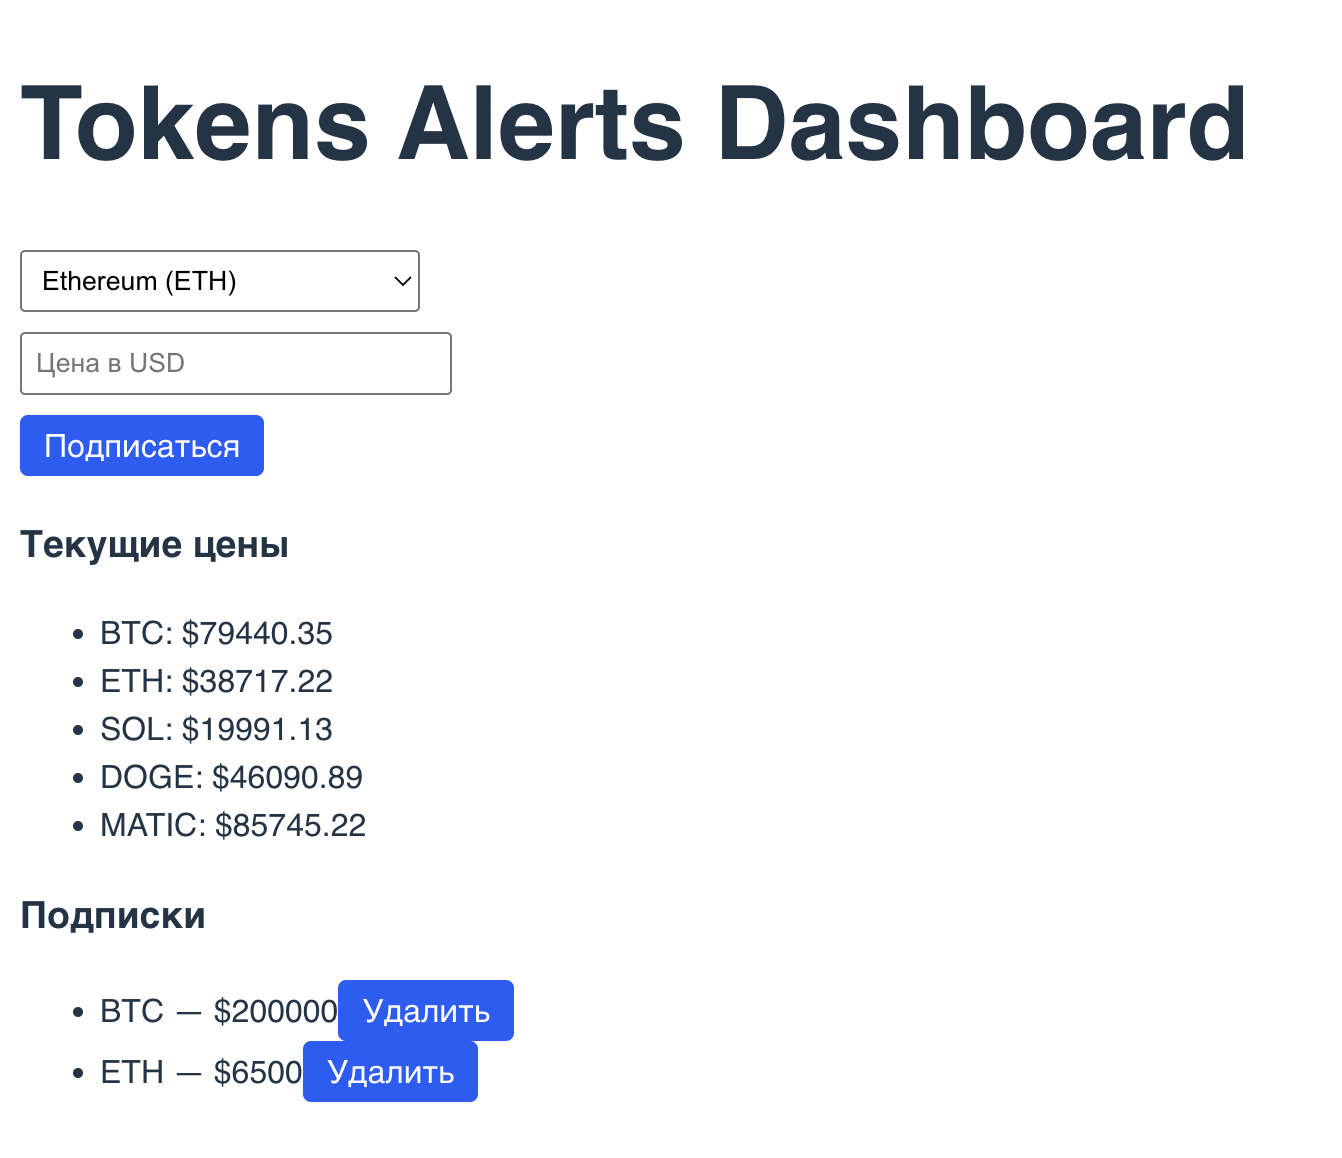 Tokens Alerts Dashboard
Ethereum (ETH)
Цена в USD
Подписаться
Текущие цены
• BTC: $79440.35
• ETH: $38717.22
• SOL: $19991.13
• DOGE: $46090.89
• MATIC: $85745.22
Подписки
• BTC — $200000 Удалить
• ETH — $6500 Удалить